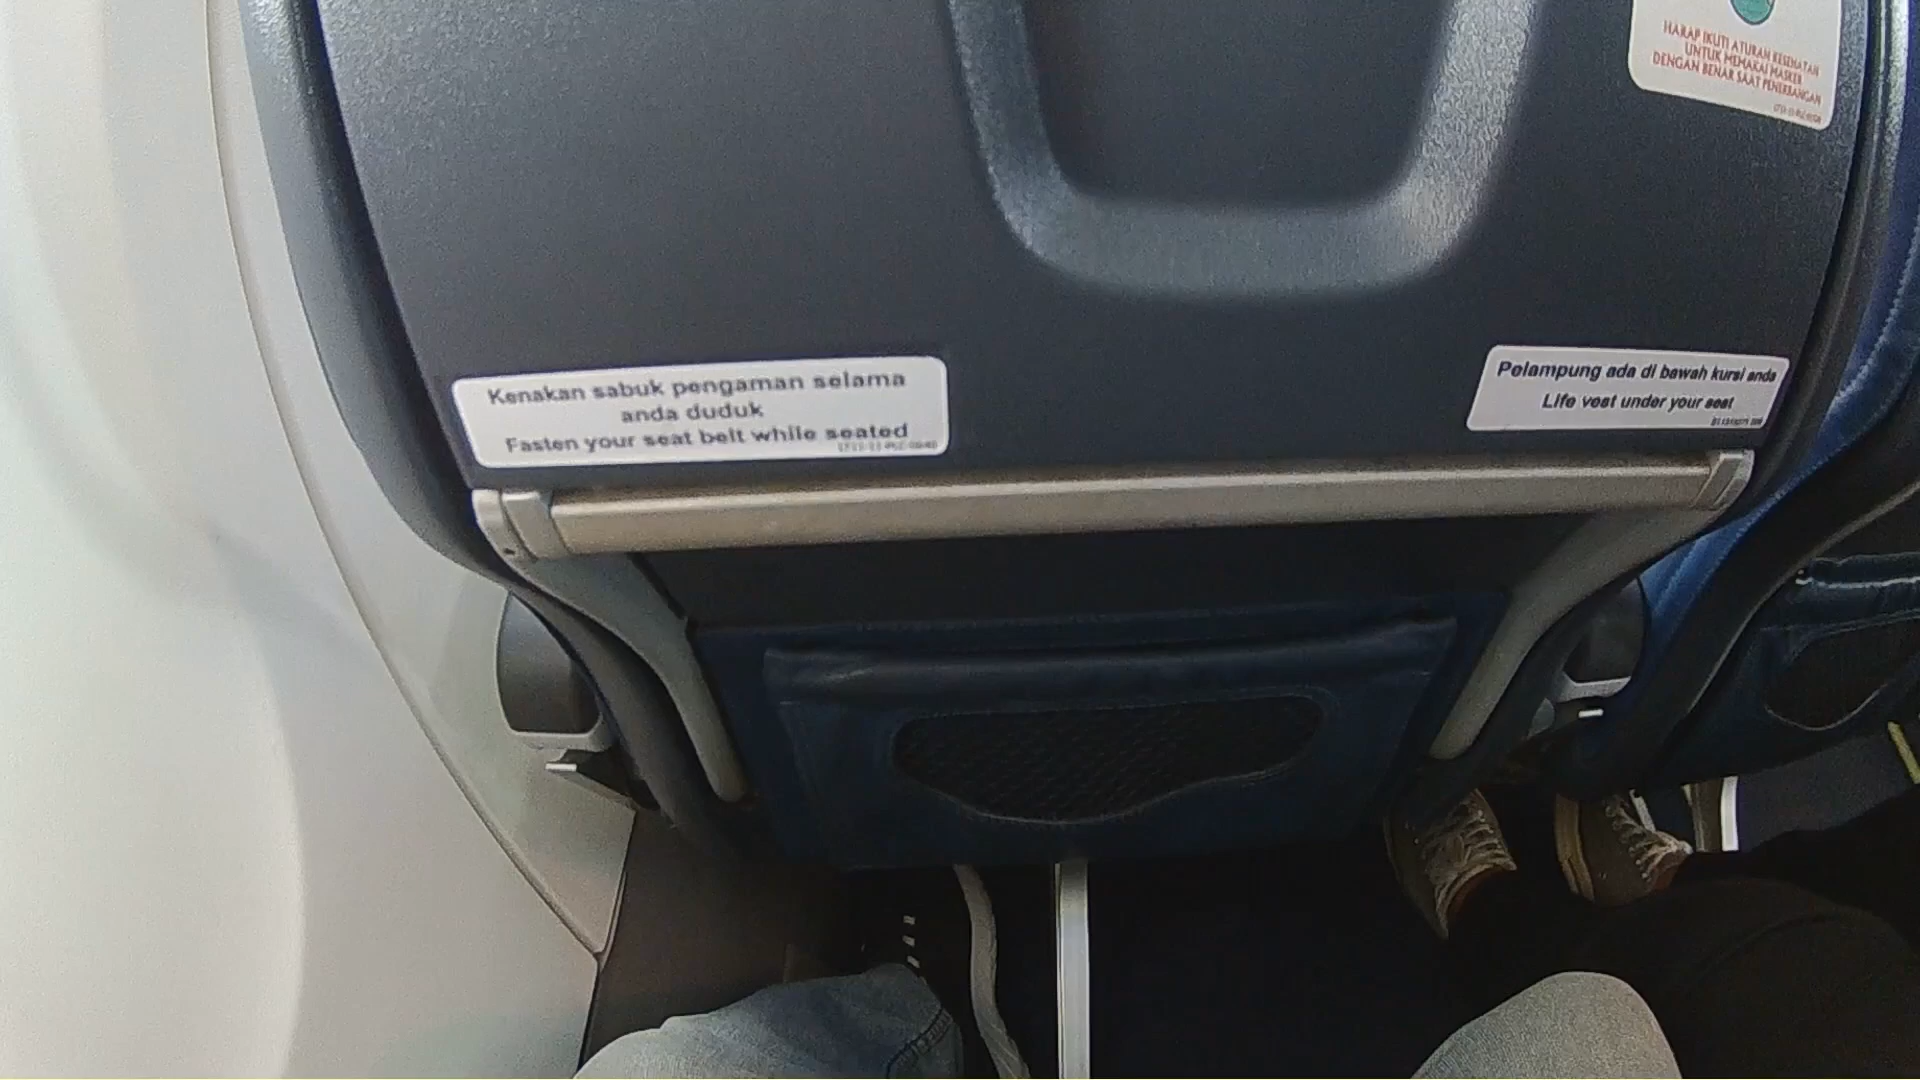 HARAP IKUTI ATURAN KESEHATAN
UNTUK MEMAKAI MASKER
DENGAN BENAR SAAT PENERBANGAN
Kenakan sabuk pengaman selama
anda duduk
Fasten your seat belt while seated
Pelampung ada di bawah kursi anda
Life vest under your seat